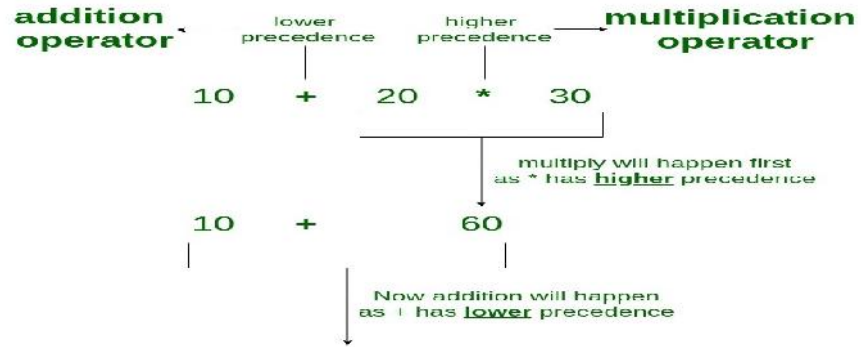 addition
operator
lower
precedence
higher
precedence
multiplication
operator
10 + 20 * 30
multiply will happen first
as * has higher precedence
10 + 60
Now addition will happen
as + has lower precedence